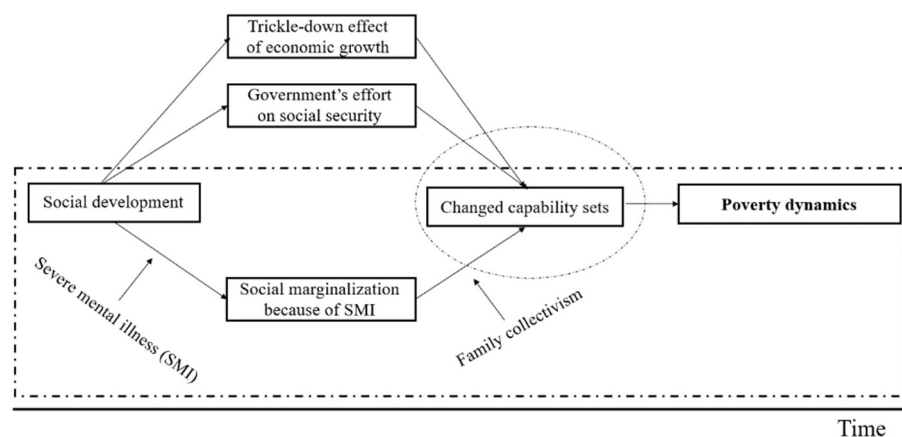 Trickle-down effect
of economic growth
Government's effort
on social security
Social development
Changed capability sets
Poverty dynamics
Severe mental illness (SMI)
Social marginalization
because of SMI
Family collectivism
Time